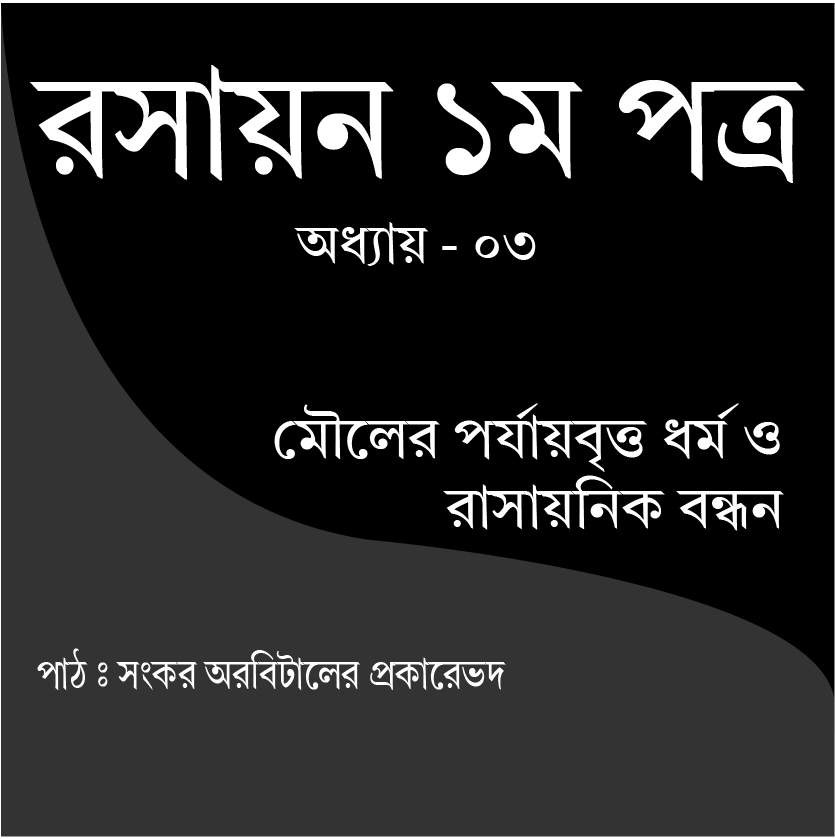 রসায়ন ১ম পত্র
অধ্যায় - ০৩
মৌলের পর্যায়বৃত্ত ধর্ম ও
রাসায়নিক বন্ধন
পাঠ ঃ সংকর অরবিটালের প্রকারেভদ